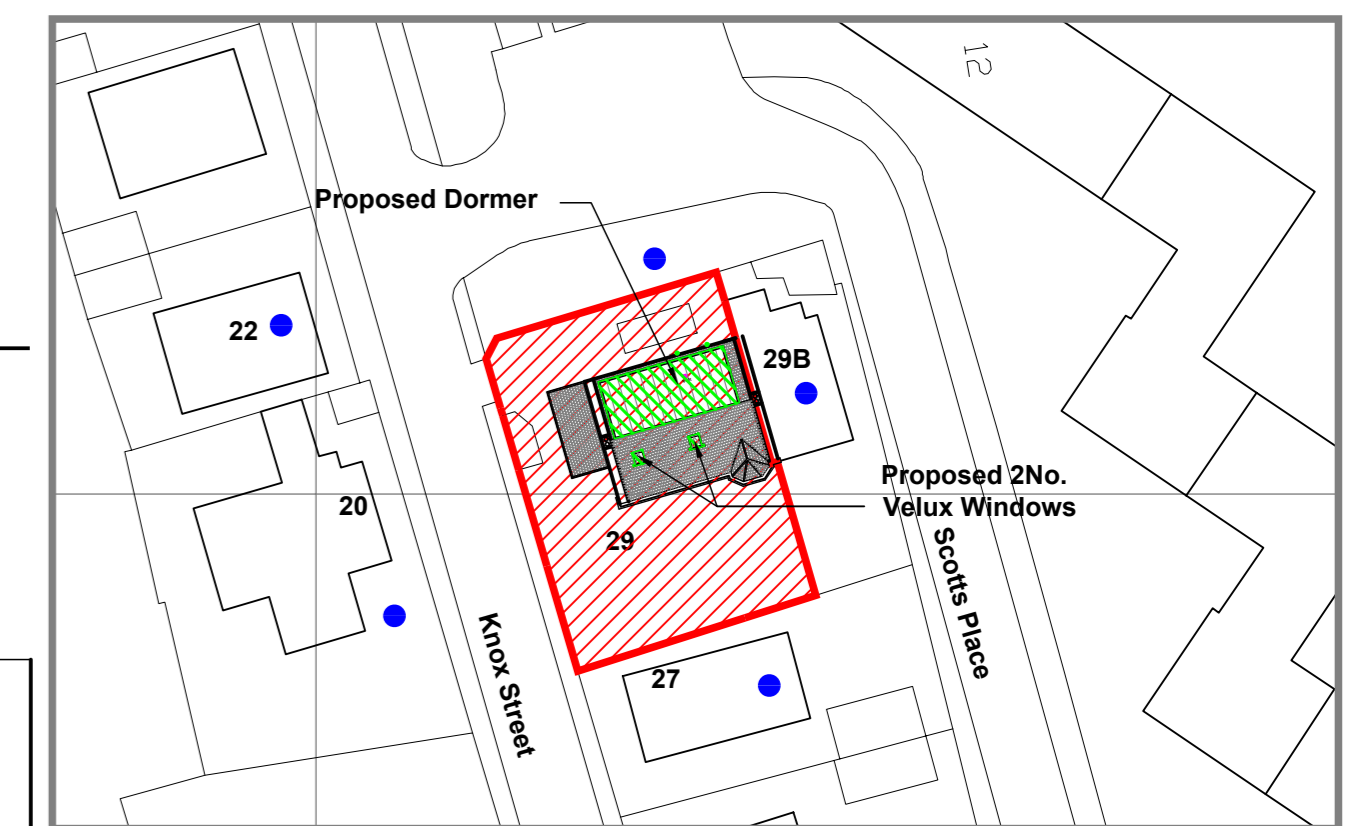 12
Proposed Dormer
22
29B
Proposed 2No.
Velux Windows
20
29
Scotts Place
Knox Street
27